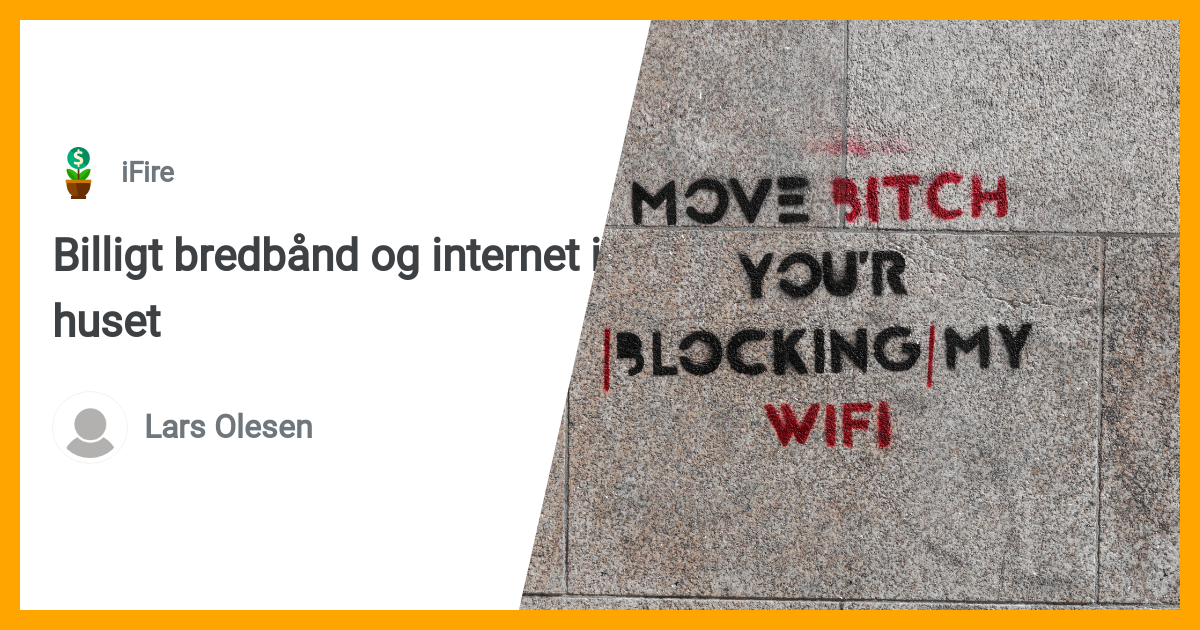 iFire
Billigt bredbånd og internet i
huset
Lars Olesen
MOVE BITCH
YOU'R
|BLOCKING|MY
WIFI